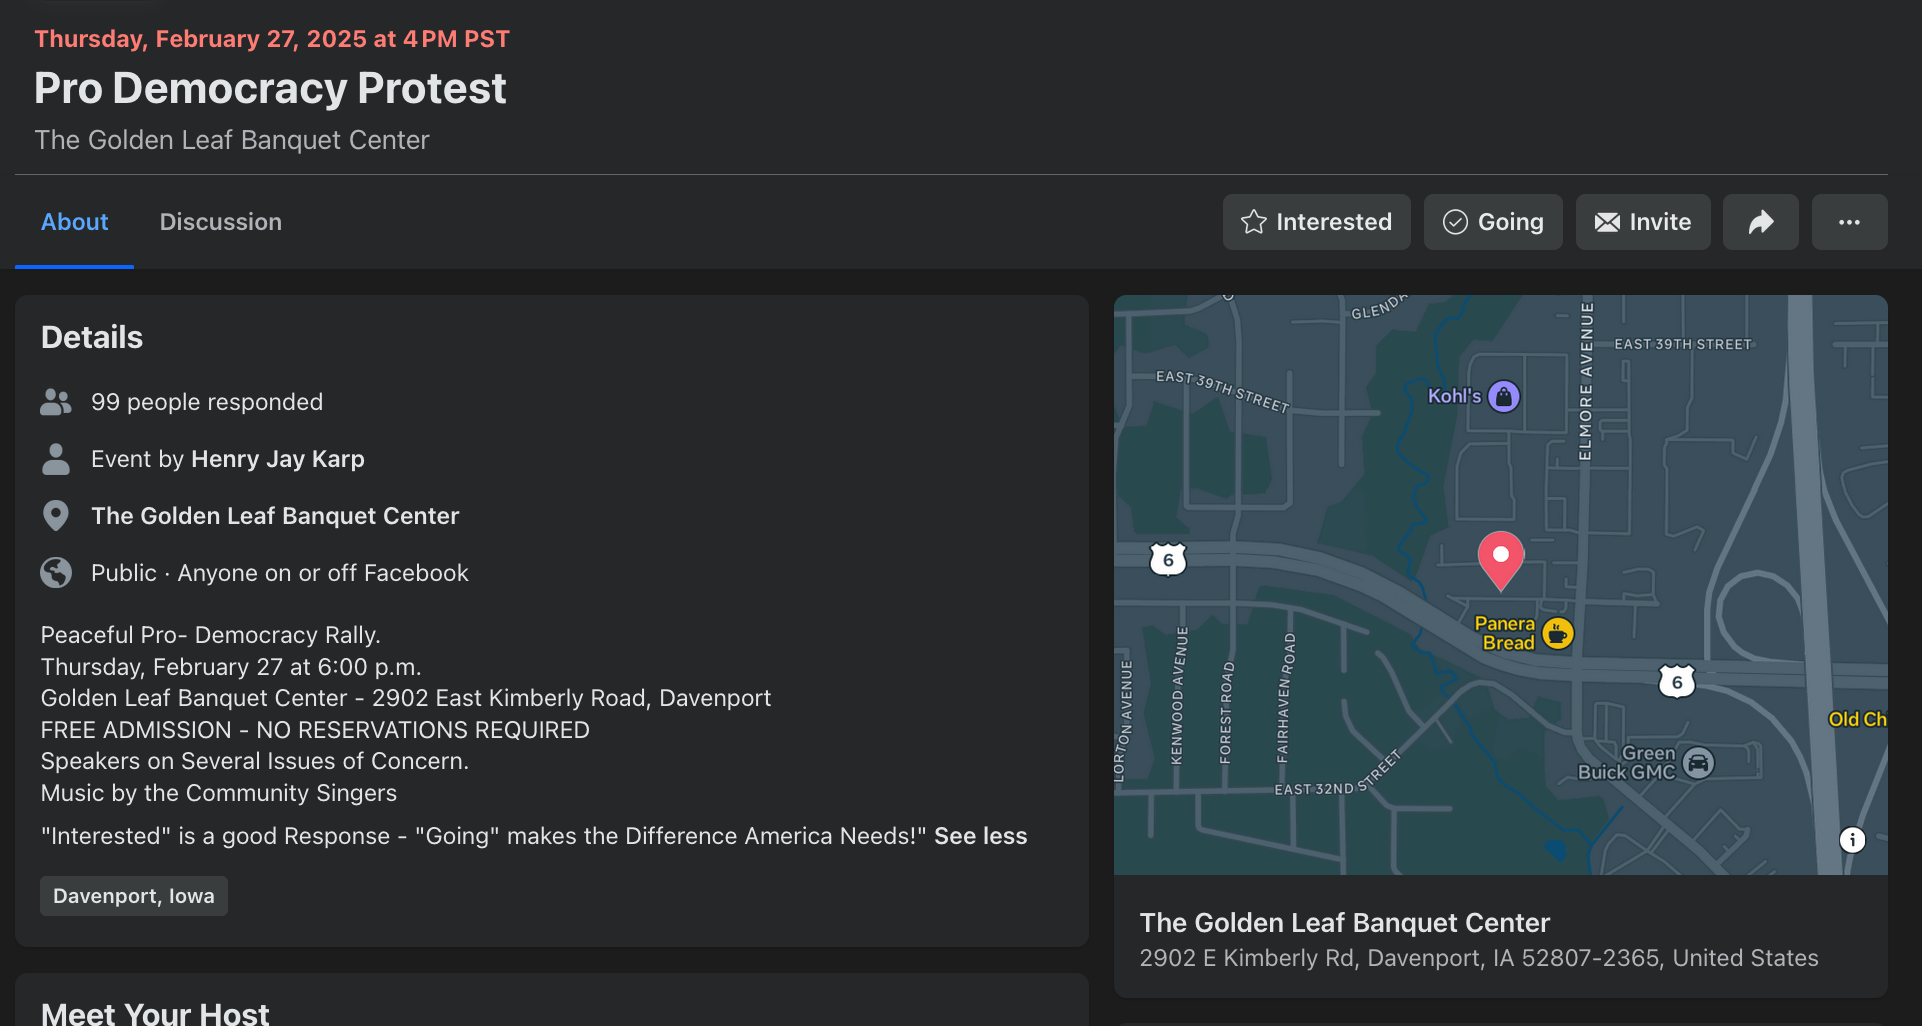 Thursday, February 27, 2025 at 4 PM PST
Pro Democracy Protest
The Golden Leaf Banquet Center
About
Discussion
Interested
Going
Invite
Details
99 people responded
Event by Henry Jay Karp
The Golden Leaf Banquet Center
Public · Anyone on or off Facebook
Peaceful Pro- Democracy Rally.
Thursday, February 27 at 6:00 p.m.
Golden Leaf Banquet Center - 2902 East Kimberly Road, Davenport
FREE ADMISSION - NO RESERVATIONS REQUIRED
Speakers on Several Issues of Concern.
Music by the Community Singers
"Interested" is a good Response - "Going" makes the Difference America Needs!" See less
Davenport, Iowa
Meet Your Host
GLENDA
EAST 39TH STREET
EAST 39TH STREET
Kohl's
ELMORE AVENUE
6
Panera
Bread
6
LORTON AVENUE
KENWOOD AVENUE
FOREST ROAD
FAIRHAVEN ROAD
EAST 32ND STREET
Old Ch
Green
Buick GMC
The Golden Leaf Banquet Center
2902 E Kimberly Rd, Davenport, IA 52807-2365, United States